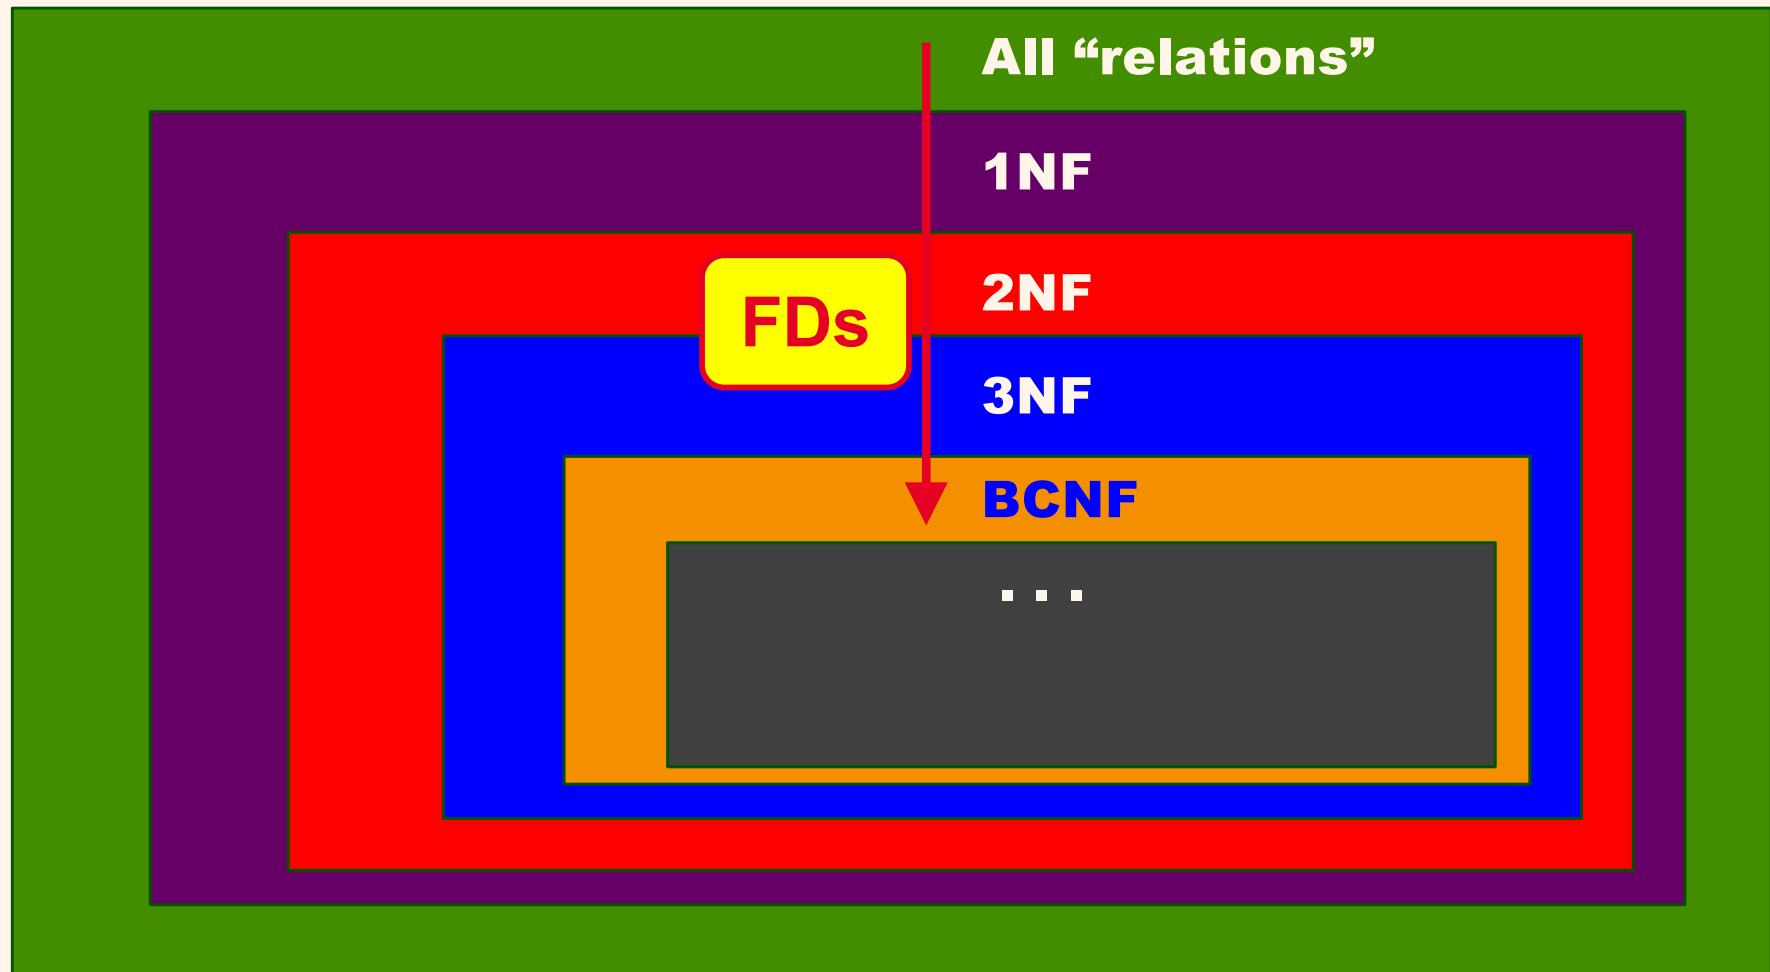 All “relations”
1NF
2NF
FDs
3NF
BCNF
...